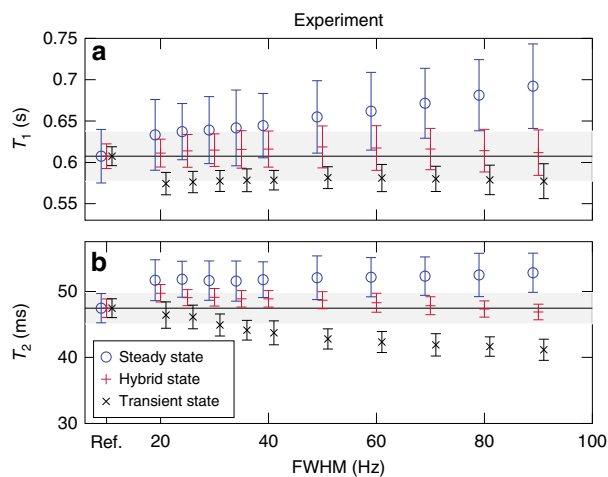 Experiment
a
0.75
0.7
0.65
0.6
0.55
T1 (s)
b
60
50
40
30
T2 (ms)
Steady state
Hybrid state
Transient state
Ref. 20 40 60 80 100
FWHM (Hz)